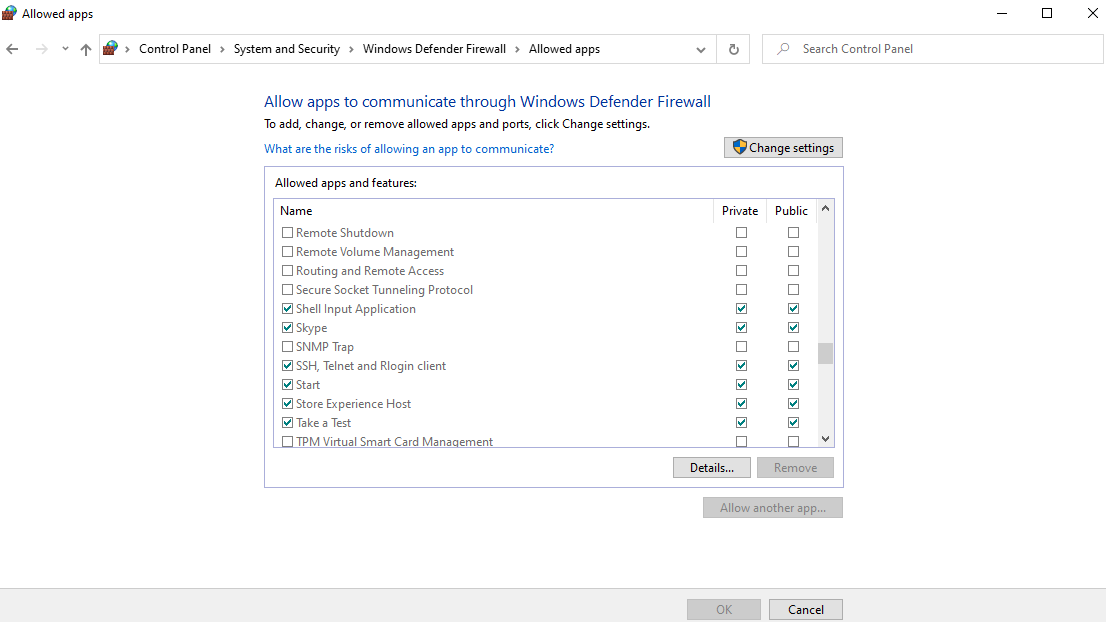 Allowed apps
Control Panel > System and Security > Windows Defender Firewall > Allowed apps
Search Control Panel
Allow apps to communicate through Windows Defender Firewall
To add, change, or remove allowed apps and ports, click Change settings.
What are the risks of allowing an app to communicate?
Change settings
Allowed apps and features:
Name Private Public
Remote Shutdown
Remote Volume Management
Routing and Remote Access
Secure Socket Tunneling Protocol
Shell Input Application
Skype
SNMP Trap
SSH, Telnet and Rlogin client
Start
Store Experience Host
Take a Test
TPM Virtual Smart Card Management
Details... Remove
Allow another app...
OK Cancel